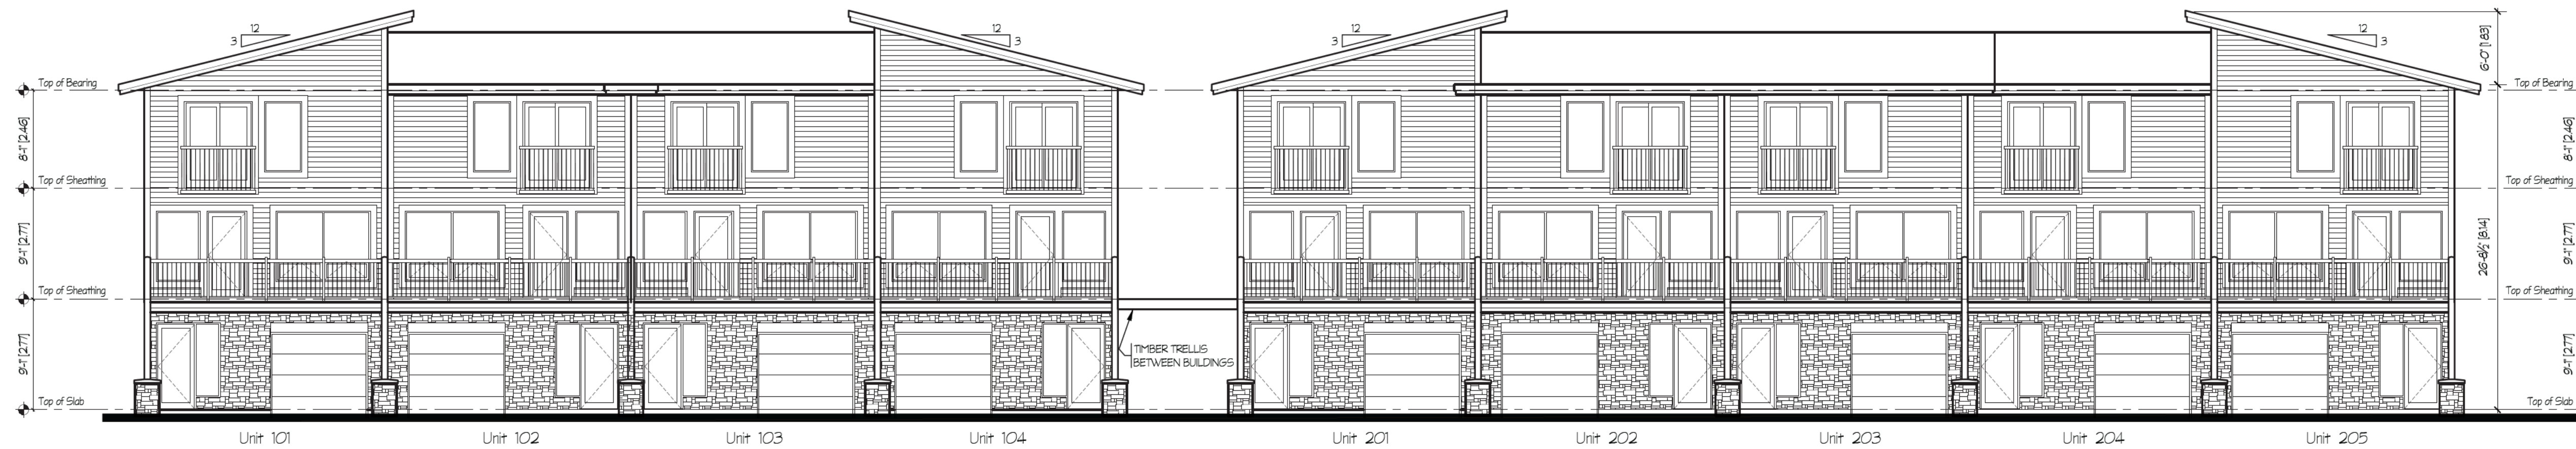 12
3
12
3
12
3
12
3
6'-0" [1.83]
Top of Bearing
Top of Bearing
8'-1" [2.46]
8'-1" [2.46]
Top of Sheathing
Top of Sheathing
9'-1" [2.77]
26'-8½" [8.14]
9'-1" [2.77]
Top of Sheathing
Top of Sheathing
9'-1" [2.77]
TIMBER TRELLIS
BETWEEN BUILDINGS
9'-1" [2.77]
Top of Slab
Top of Slab
Unit 101
Unit 102
Unit 103
Unit 104
Unit 201
Unit 202
Unit 203
Unit 204
Unit 205